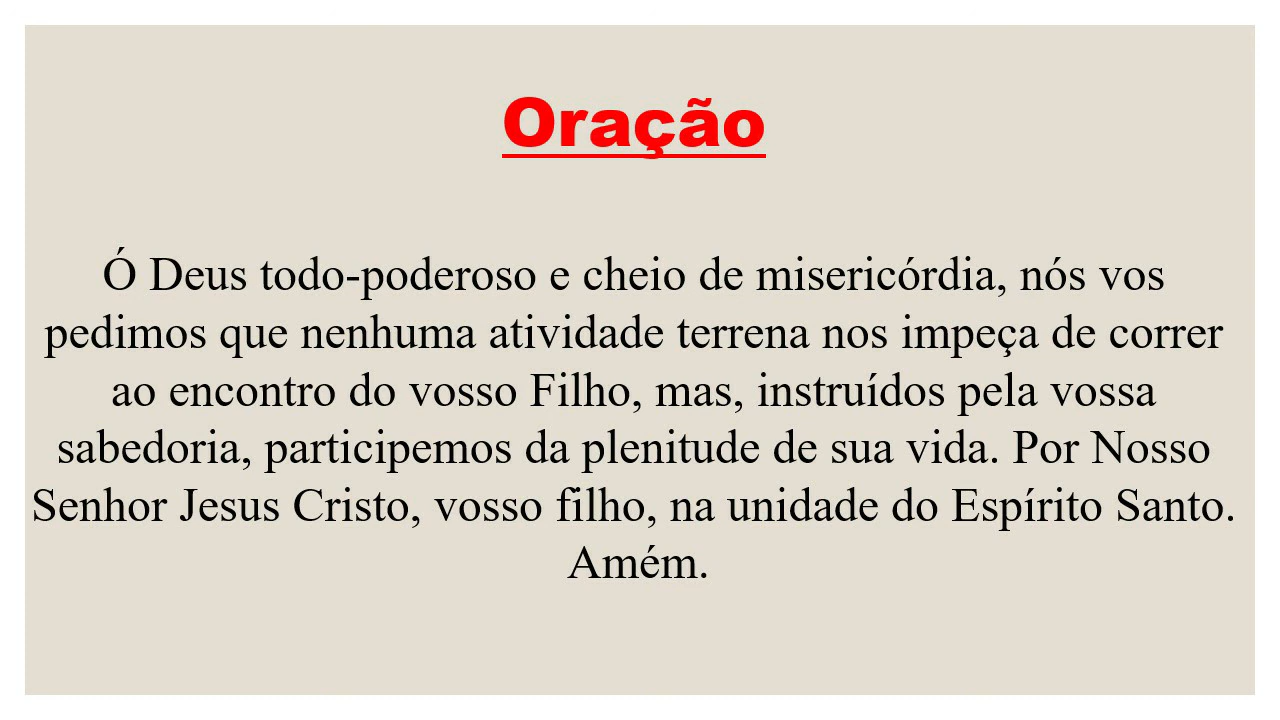 Oração
Ó Deus todo-poderoso e cheio de misericórdia, nós vos
pedimos que nenhuma atividade terrena nos impeça de correr
ao encontro do vosso Filho, mas, instruídos pela vossa
sabedoria, participemos da plenitude de sua vida. Por Nosso
Senhor Jesus Cristo, vosso filho, na unidade do Espírito Santo.
Amém.